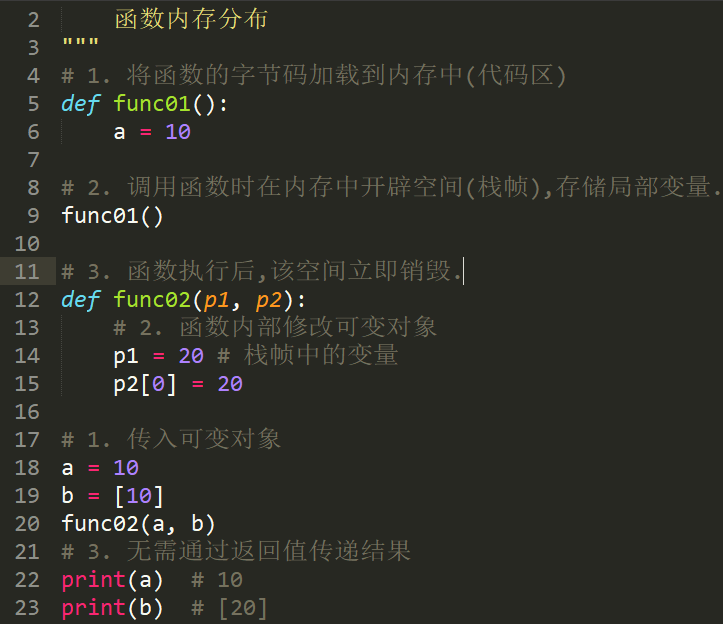 2 函数内存分布
3 """
4 # 1. 将函数的字节码加载到内存中(代码区)
5 def func01():
6 a = 10
7
8 # 2. 调用函数时在内存中开辟空间(栈帧),存储局部变量.
9 func01()
10
11 # 3. 函数执行后,该空间立即销毁.
12 def func02(p1, p2):
13 # 2. 函数内部修改可变对象
14 p1 = 20 # 栈帧中的变量
15 p2[0] = 20
16
17 # 1. 传入可变对象
18 a = 10
19 b = [10]
20 func02(a, b)
21 # 3. 无需通过返回值传递结果
22 print(a) # 10
23 print(b) # [20]